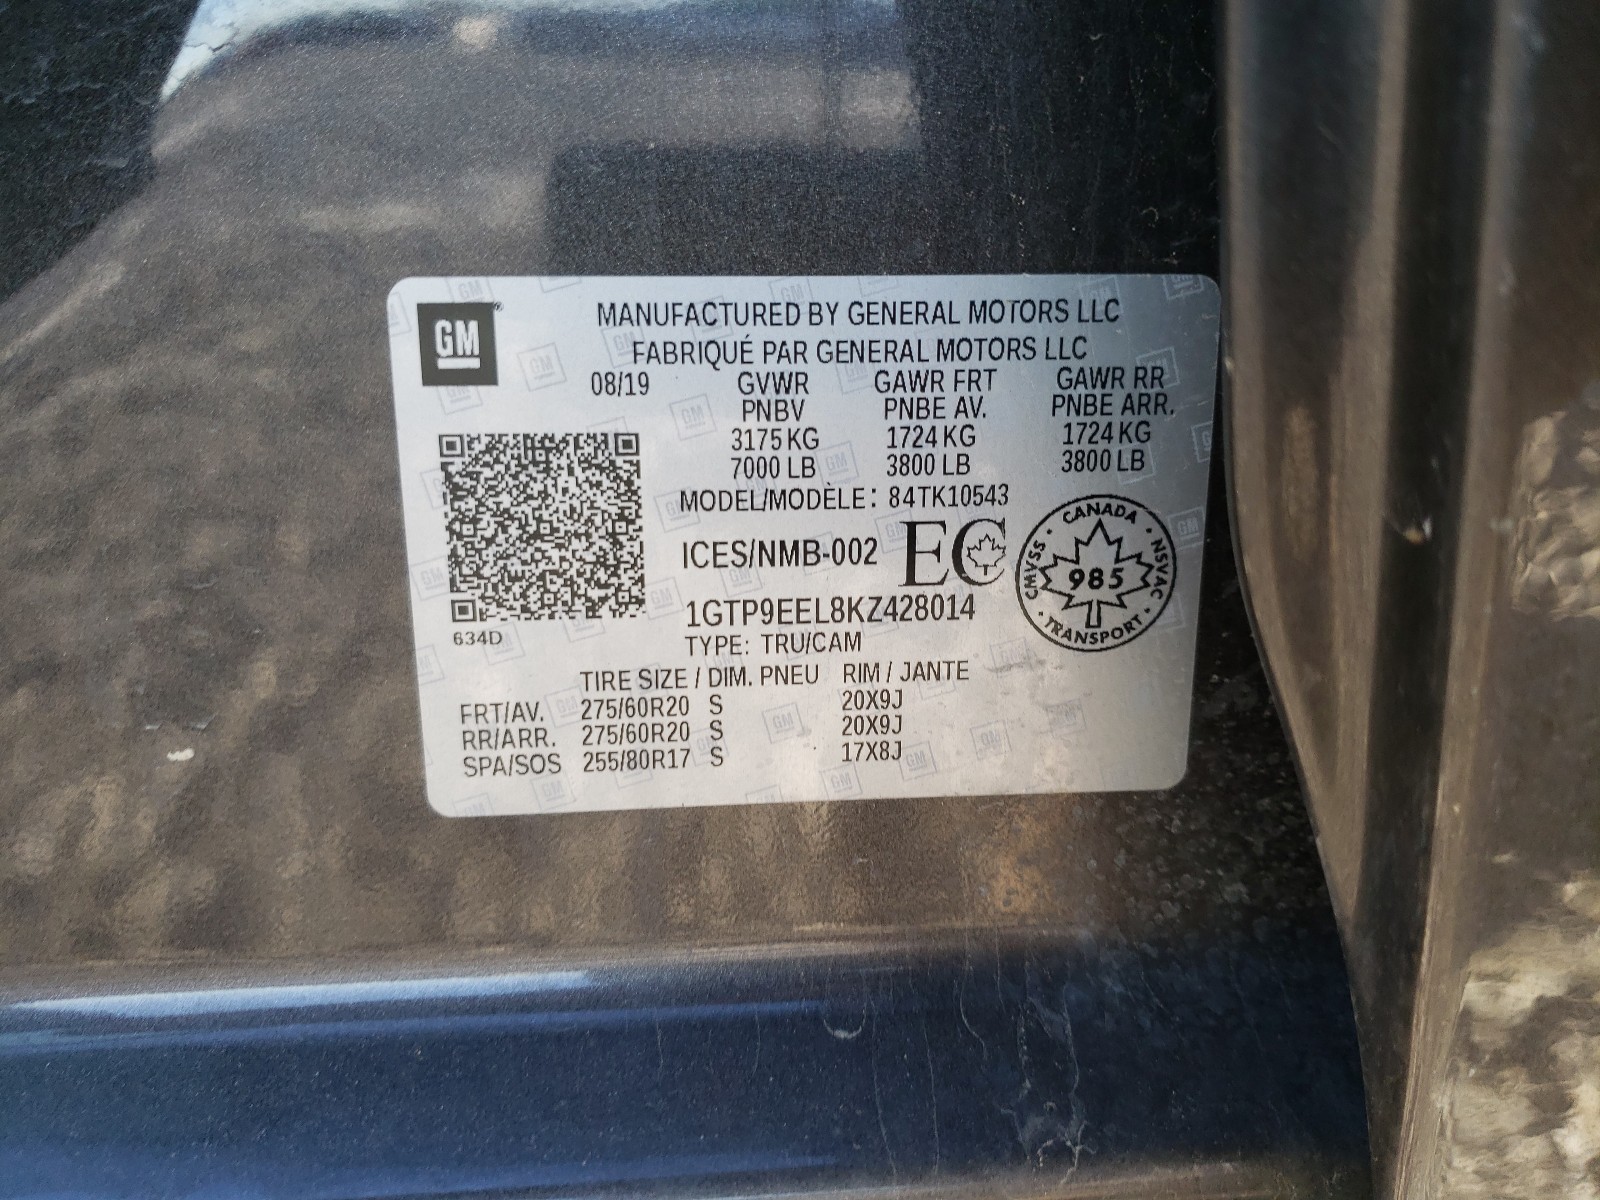 GM
MANUFACTURED BY GENERAL MOTORS LLC
FABRIQUÉ PAR GENERAL MOTORS LLC
08/19 GVWR GAWR FRT GAWR RR
PNBV PNBE AV. PNBE ARR.
3175 KG 1724 KG 1724 KG
7000 LB 3800 LB 3800 LB
MODEL/MODÈLE: 84TK10543
ICES/NMB-002 EC
CANADA
CMVSS 985 NSVAC
TRANSPORT
1GTP9EEL8KZ428014
634D
TYPE: TRU/CAM
TIRE SIZE / DIM. PNEU RIM / JANTE
FRT/AV. 275/60R20 S 20X9J
RR/ARR. 275/60R20 S 20X9J
SPA/SOS 255/80R17 S 17X8J